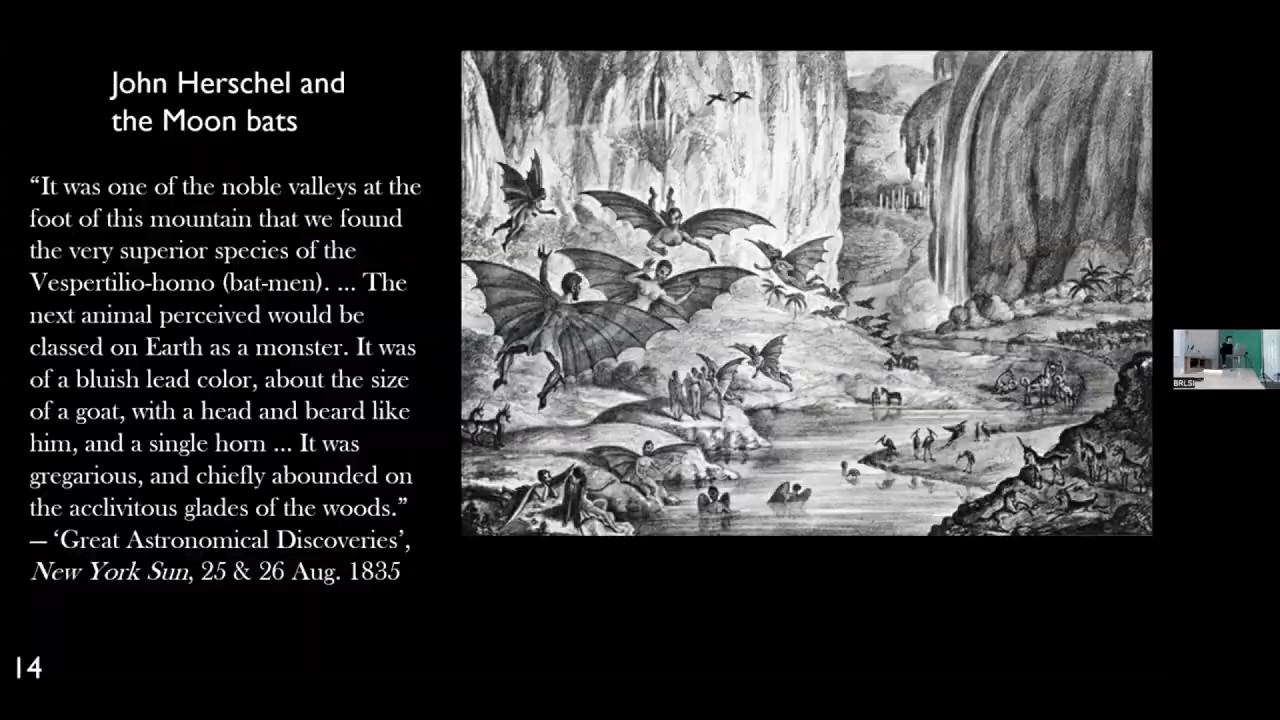 John Herschel and
the Moon bats
“It was one of the noble valleys at the
foot of this mountain that we found
the very superior species of the
Vespertilio-homo (bat-men). ... The
next animal perceived would be
classed on Earth as a monster. It was
of a bluish lead color, about the size
of a goat, with a head and beard like
him, and a single horn ... It was
gregarious, and chiefly abounded on
the acclivitous glades of the woods.”
– ‘Great Astronomical Discoveries’,
New York Sun, 25 & 26 Aug. 1835
14
BRLSI